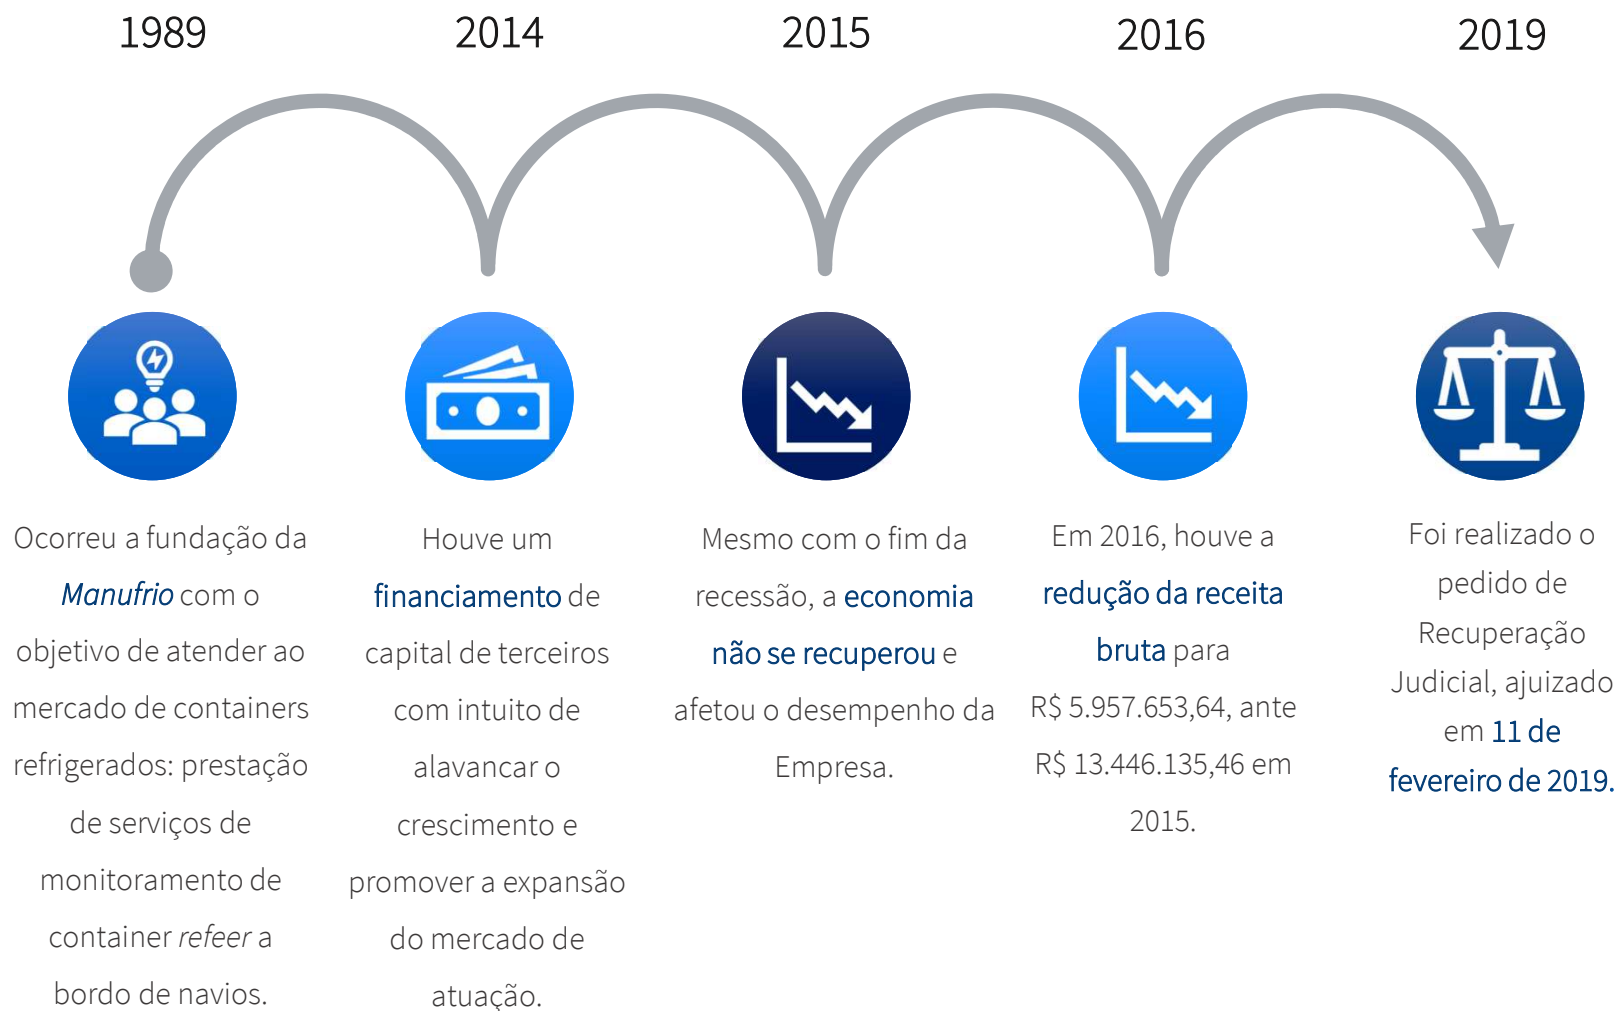 1989
Ocorreu a fundação da
Manufrio com o
objetivo de atender ao
mercado de containers
refrigerados: prestação
de serviços de
monitoramento de
container refeer a
bordo de navios.
2014
Houve um
financiamento de
capital de terceiros
com intuito de
alavancar o
crescimento e
promover a expansão
do mercado de
atuação.
2015
Mesmo com o fim da
recessão, a economia
não se recuperou e
afetou o desempenho da
Empresa.
2016
Em 2016, houve a
redução da receita
bruta para
R$ 5.957.653,64, ante
R$ 13.446.135,46 em
2015.
2019
Foi realizado o
pedido de
Recuperação
Judicial, ajuizado
em 11 de
fevereiro de 2019.